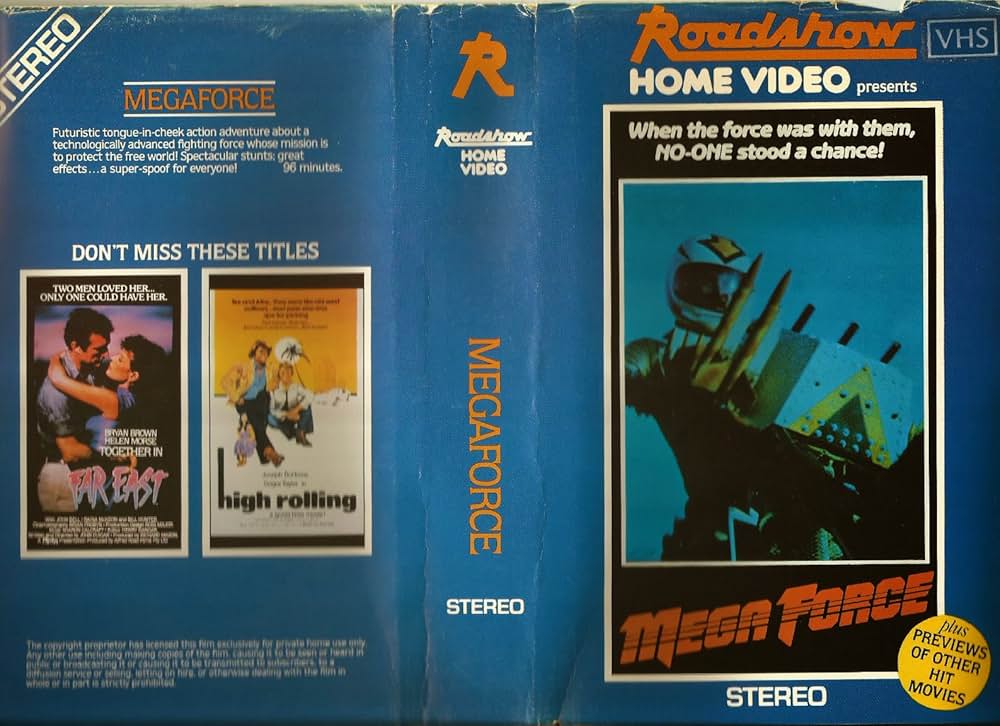 STEREO
MEGAFORCE
Futuristic tongue-in-cheek action adventure about a
technologically advanced fighting force whose mission is
to protect the free world! Spectacular stunts; great
effects...a super-spoof for everyone! 96 minutes.
DON'T MISS THESE TITLES
TWO MEN LOVED HER...
ONLY ONE COULD HAVE HER.
BRYAN BROWN
HELEN MORSE
TOGETHER IN
FAR EAST
high rolling
The copyright proprietor has licensed this film exclusively for private home use only
Any other use including making copies of the film, causing it to be seen or heard in
public or broadcasting it or causing it to be transmitted to subscribers, to a
diffusion service or selling, letting on hire, or otherwise dealing with the film in
whole or in part is strictly prohibited.
R
Roadshow
HOME
VIDEO
MEGAFORCE
STEREO
Roadshow
VHS
HOME VIDEO presents
When the force was with them,
NO-ONE stood a chance!
MEGA FORCE
plus
PREVIEWS
OF OTHER
HIT
MOVIES
STEREO